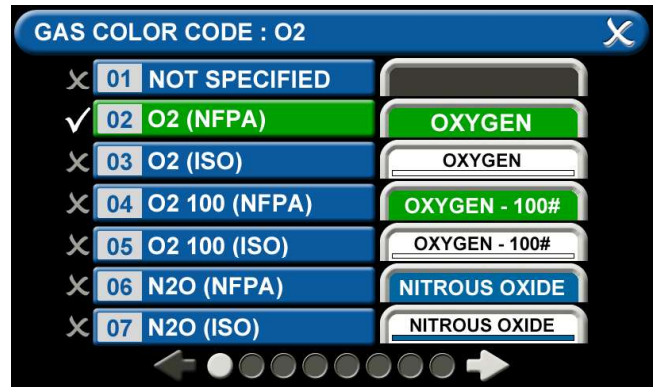 GAS COLOR CODE : O2
01 NOT SPECIFIED
02 O2 (NFPA) OXYGEN
03 O2 (ISO) OXYGEN
04 O2 100 (NFPA) OXYGEN - 100#
05 O2 100 (ISO) OXYGEN - 100#
06 N2O (NFPA) NITROUS OXIDE
07 N2O (ISO) NITROUS OXIDE